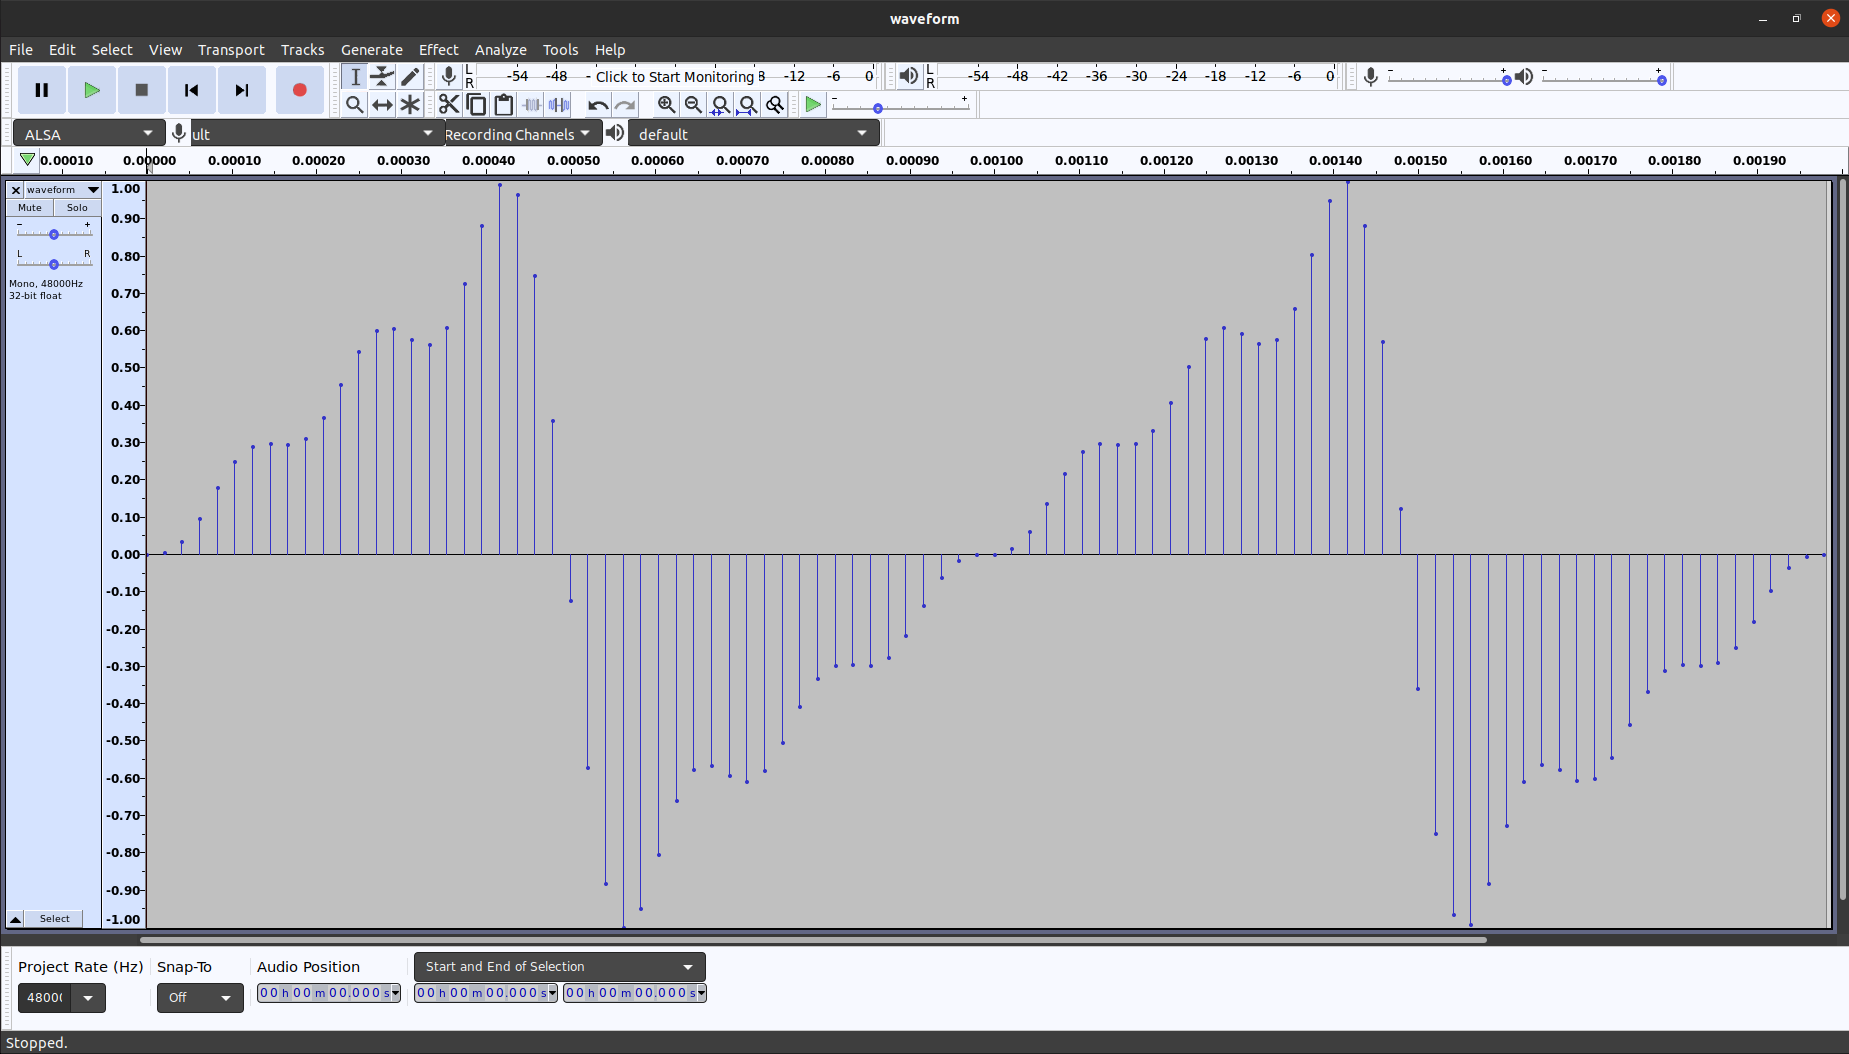 waveform
File Edit Select View Transport Tracks Generate Effect Analyze Tools Help
L R -54 -48 - Click to Start Monitoring 8 -12 -6 0 L R -54 -48 -42 -36 -30 -24 -18 -12 -6 0 - + - +
- +
ALSA ult Recording Channels default
0.00010 0.00000 0.00010 0.00020 0.00030 0.00040 0.00050 0.00060 0.00070 0.00080 0.00090 0.00100 0.00110 0.00120 0.00130 0.00140 0.00150 0.00160 0.00170 0.00180 0.00190
waveform
Mute Solo
- +
L R
Mono, 48000Hz
32-bit float
Select
1.00
0.90
0.80
0.70
0.60
0.50
0.40
0.30
0.20
0.10
0.00
-0.10
-0.20
-0.30
-0.40
-0.50
-0.60
-0.70
-0.80
-0.90
-1.00
Project Rate (Hz) Snap-To Audio Position Start and End of Selection
4800 Off 00 h 00 m 00.000 s 00 h 00 m 00.000 s 00 h 00 m 00.000 s
Stopped.